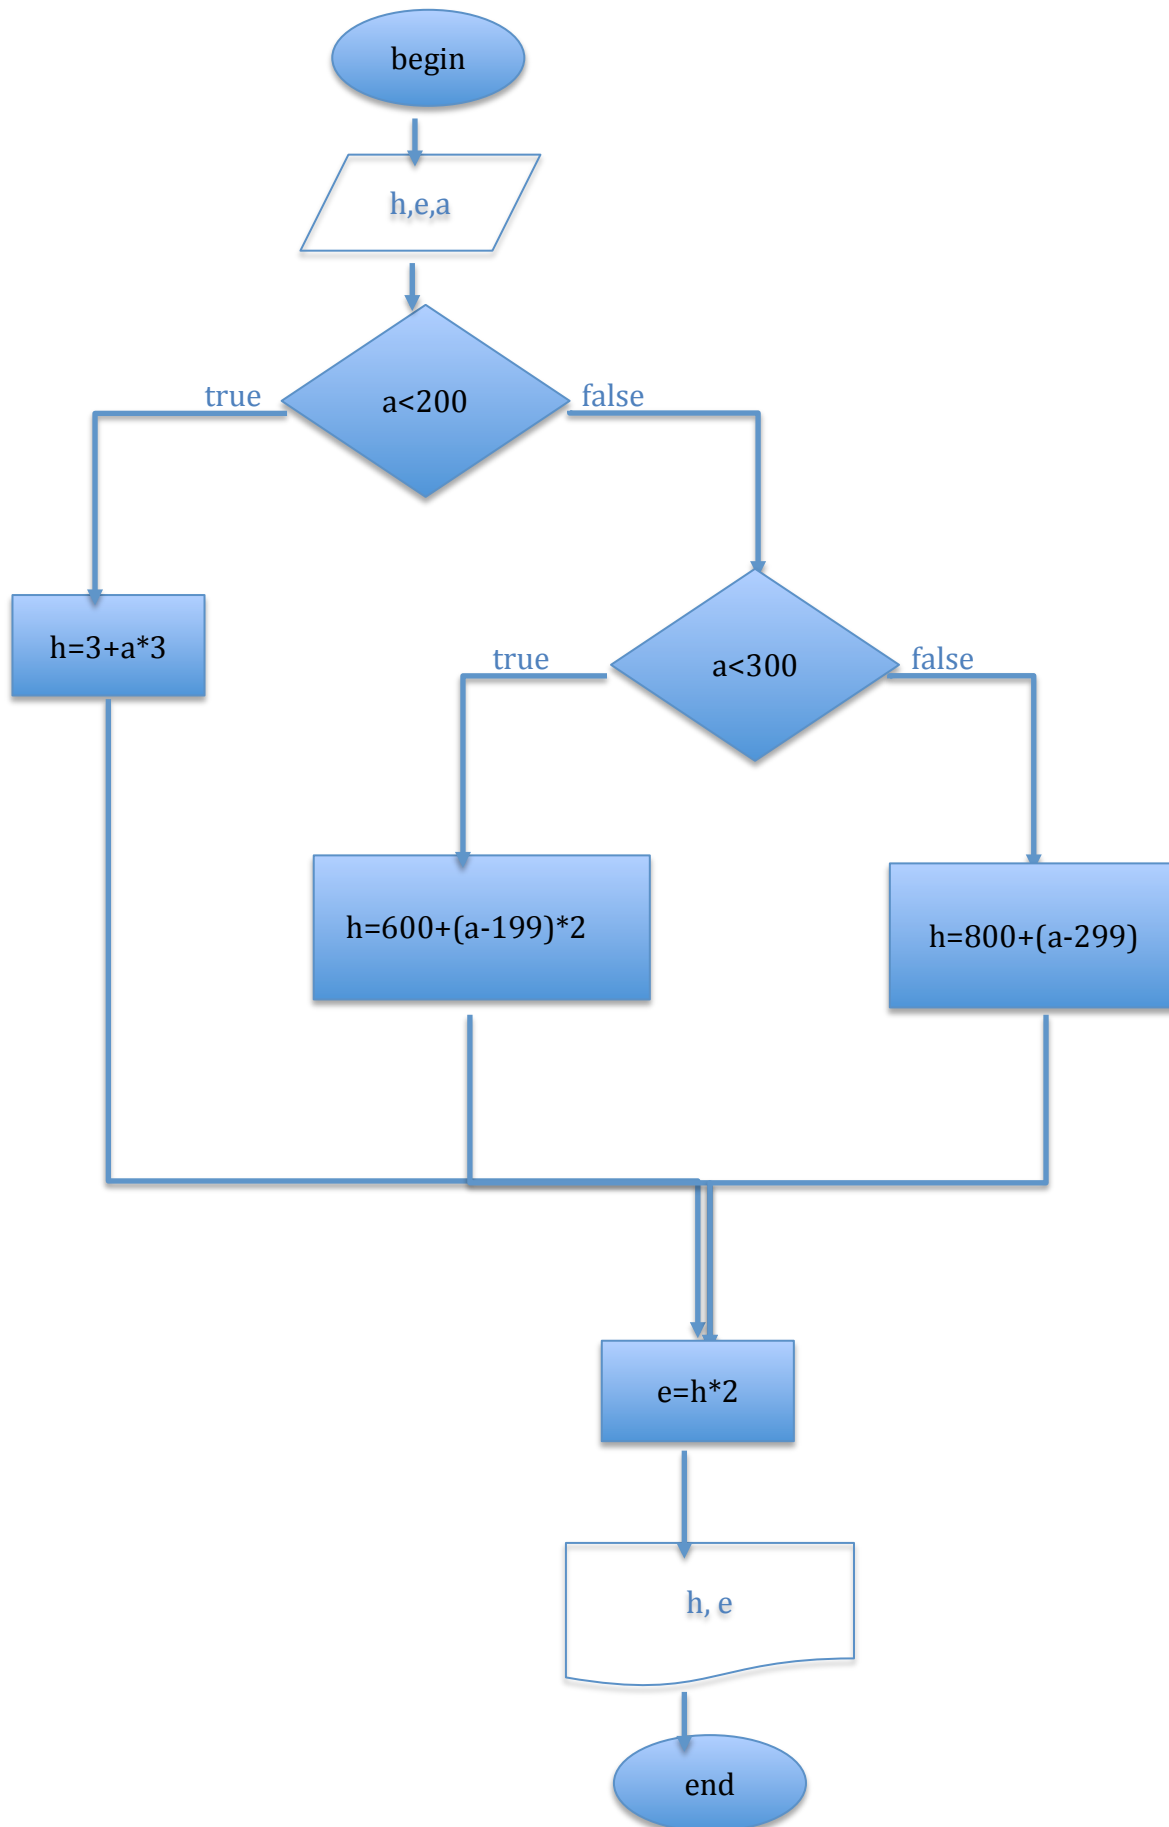 begin
h,e,a
a<200
true
false
h=3+a*3
a<300
true
false
h=600+(a-199)*2
h=800+(a-299)
e=h*2
h, e
end